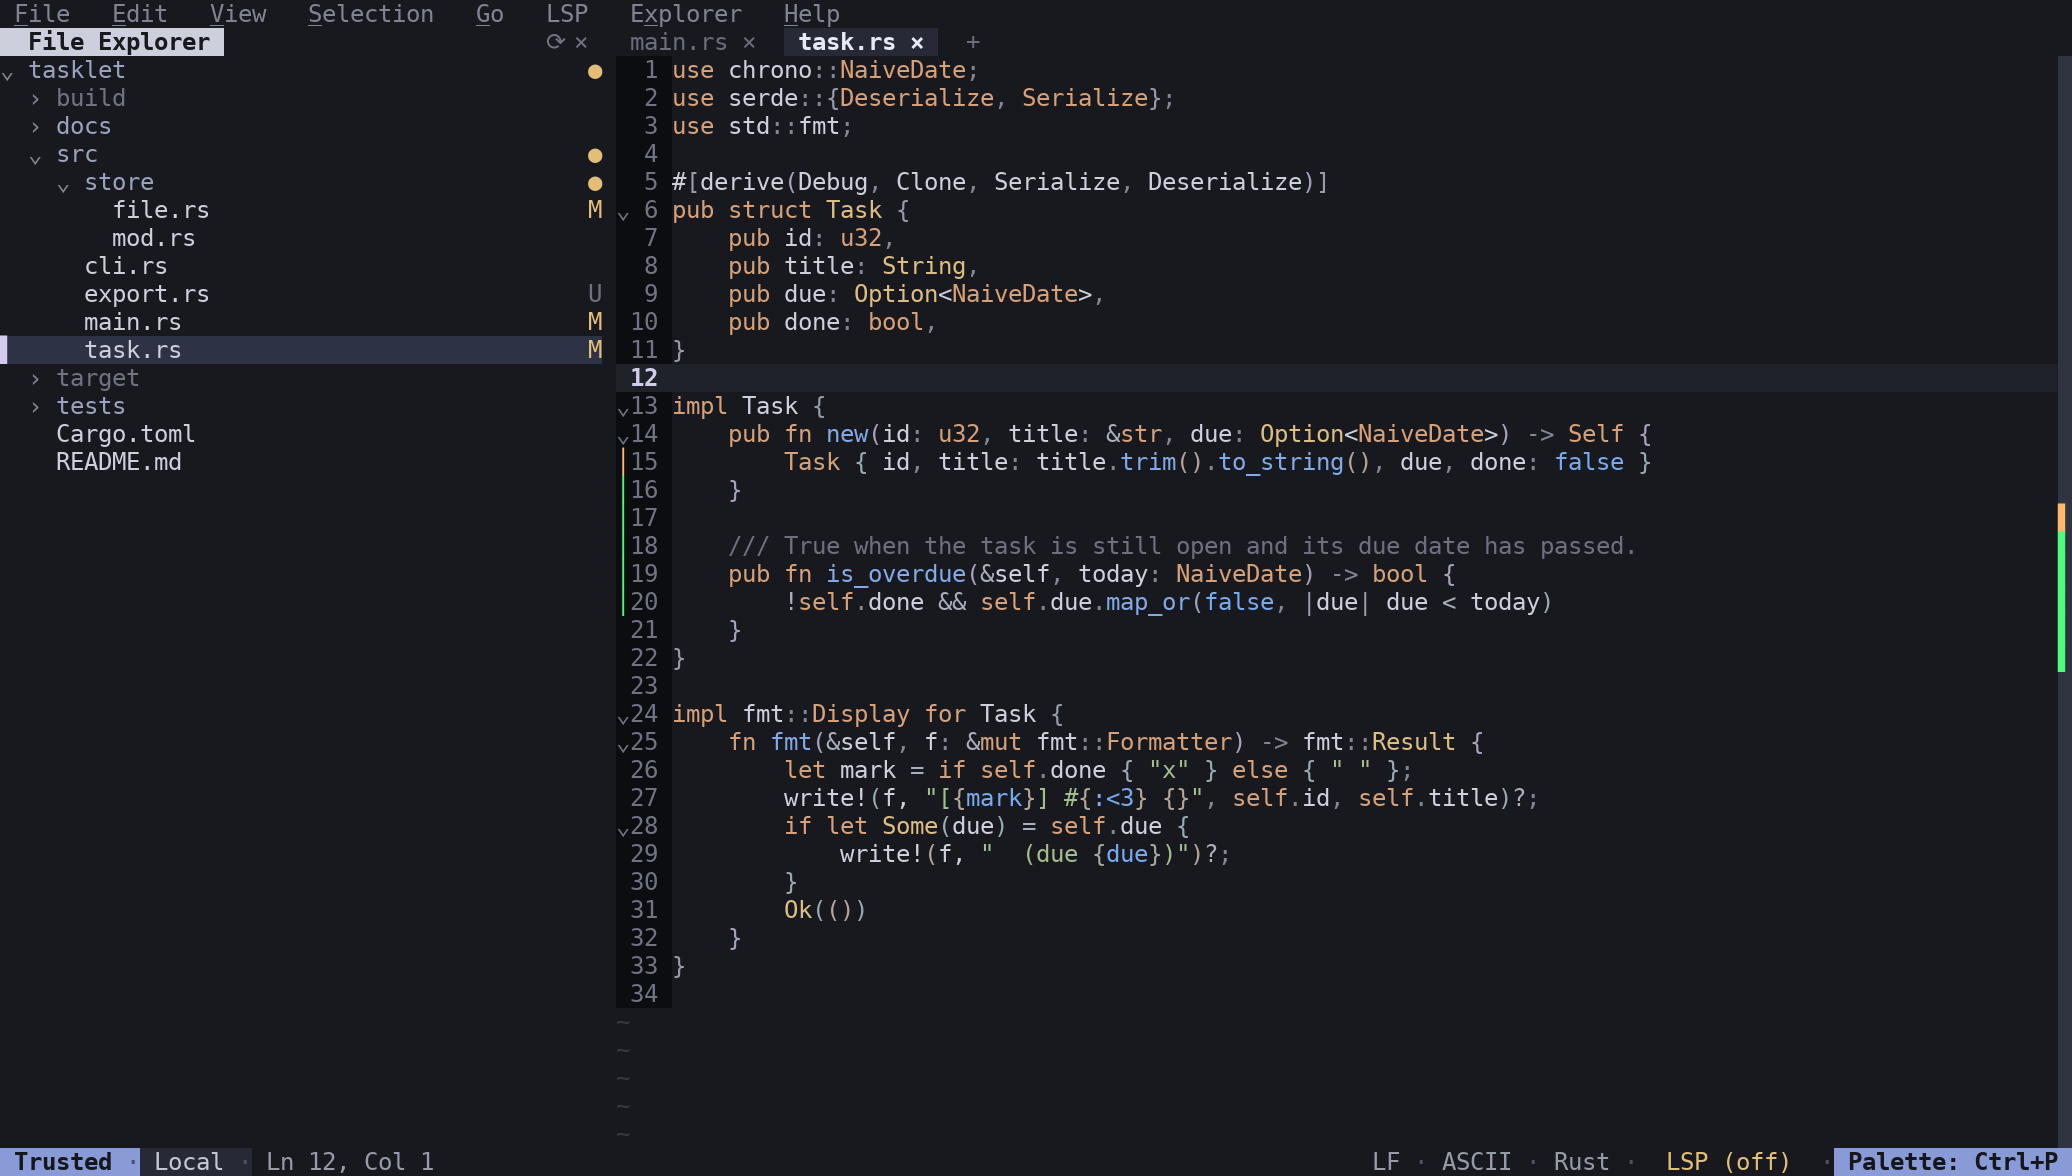 File Edit View Selection Go LSP Explorer Help
File Explorer ⟳ × main.rs × task.rs × +
⌄ tasklet ●
› build
› docs
⌄ src ●
⌄ store ●
file.rs M
mod.rs
cli.rs
export.rs U
main.rs M
task.rs M
› target
› tests
Cargo.toml
README.md
1 use chrono::NaiveDate;
2 use serde::{Deserialize, Serialize};
3 use std::fmt;
4
5 #[derive(Debug, Clone, Serialize, Deserialize)]
⌄ 6 pub struct Task {
7     pub id: u32,
8     pub title: String,
9     pub due: Option<NaiveDate>,
10     pub done: bool,
11 }
12
⌄13 impl Task {
⌄14     pub fn new(id: u32, title: &str, due: Option<NaiveDate>) -> Self {
15         Task { id, title: title.trim().to_string(), due, done: false }
16     }
17
18     /// True when the task is still open and its due date has passed.
19     pub fn is_overdue(&self, today: NaiveDate) -> bool {
20         !self.done && self.due.map_or(false, |due| due < today)
21     }
22 }
23
⌄24 impl fmt::Display for Task {
⌄25     fn fmt(&self, f: &mut fmt::Formatter) -> fmt::Result {
26         let mark = if self.done { "x" } else { " " };
27         write!(f, "[{mark}] #{:<3} {}", self.id, self.title)?;
⌄28         if let Some(due) = self.due {
29             write!(f, "  (due {due})")?;
30         }
31         Ok(())
32     }
33 }
34
~
~
~
~
~
Trusted · Local · Ln 12, Col 1 LF · ASCII · Rust · LSP (off) · Palette: Ctrl+P